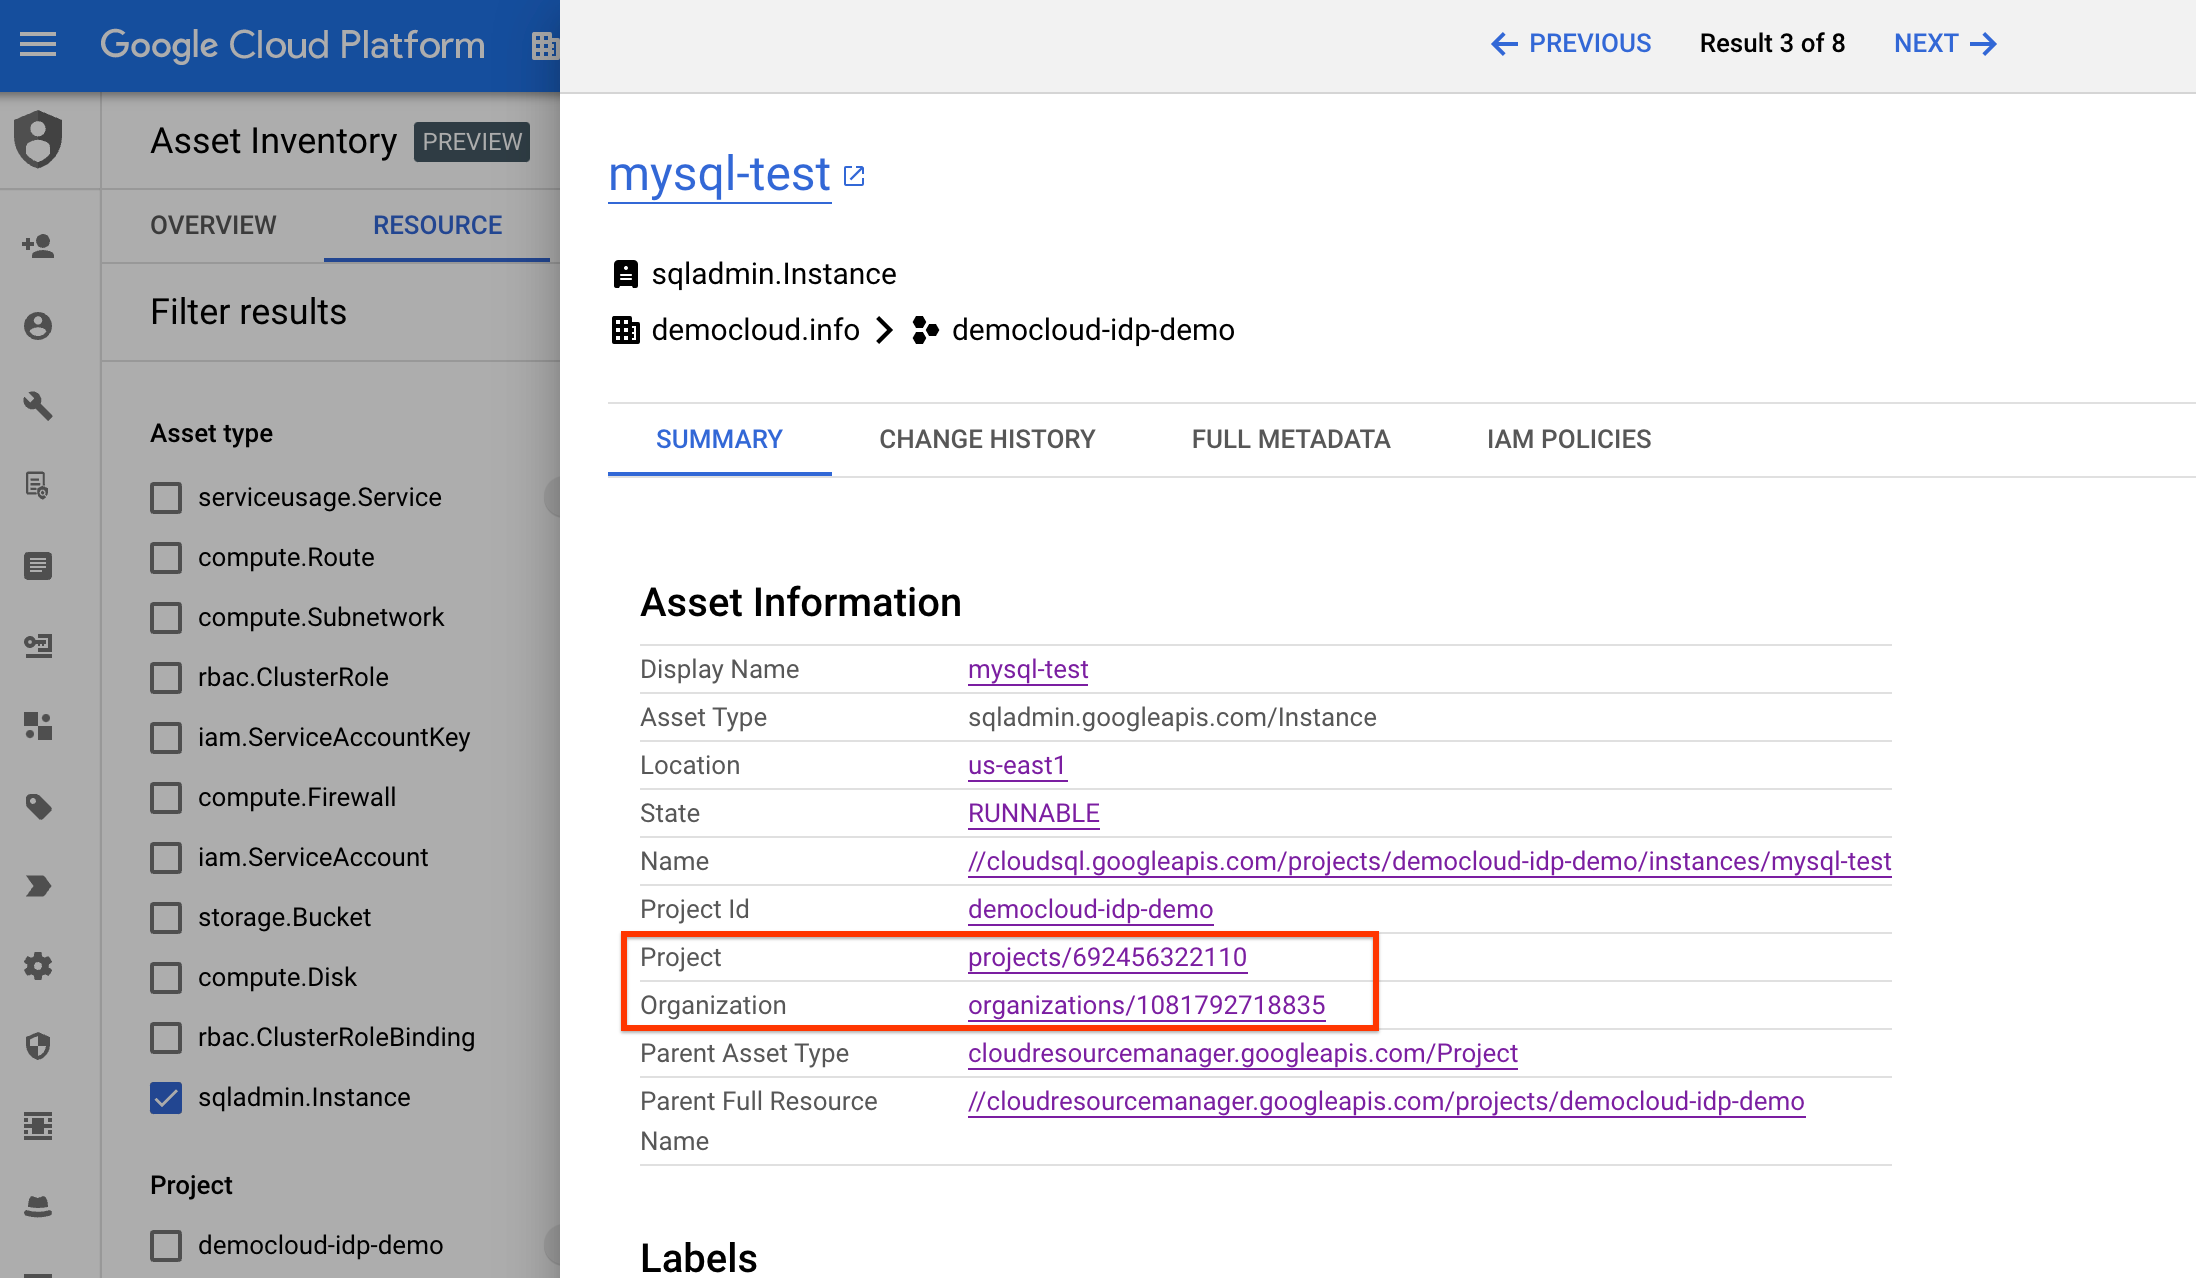 Google Cloud Platform
← PREVIOUS Result 3 of 8 NEXT →
Asset Inventory PREVIEW
OVERVIEW RESOURCE
Filter results
Asset type
serviceusage.Service
compute.Route
compute.Subnetwork
rbac.ClusterRole
iam.ServiceAccountKey
compute.Firewall
iam.ServiceAccount
storage.Bucket
compute.Disk
rbac.ClusterRoleBinding
sqladmin.Instance
Project
democloud-idp-demo
mysql-test
sqladmin.Instance
democloud.info > democloud-idp-demo
SUMMARY CHANGE HISTORY FULL METADATA IAM POLICIES
Asset Information
Display Name mysql-test
Asset Type sqladmin.googleapis.com/Instance
Location us-east1
State RUNNABLE
Name //cloudsql.googleapis.com/projects/democloud-idp-demo/instances/mysql-test
Project Id democloud-idp-demo
Project projects/692456322110
Organization organizations/1081792718835
Parent Asset Type cloudresourcemanager.googleapis.com/Project
Parent Full Resource //cloudresourcemanager.googleapis.com/projects/democloud-idp-demo
Name
Labels